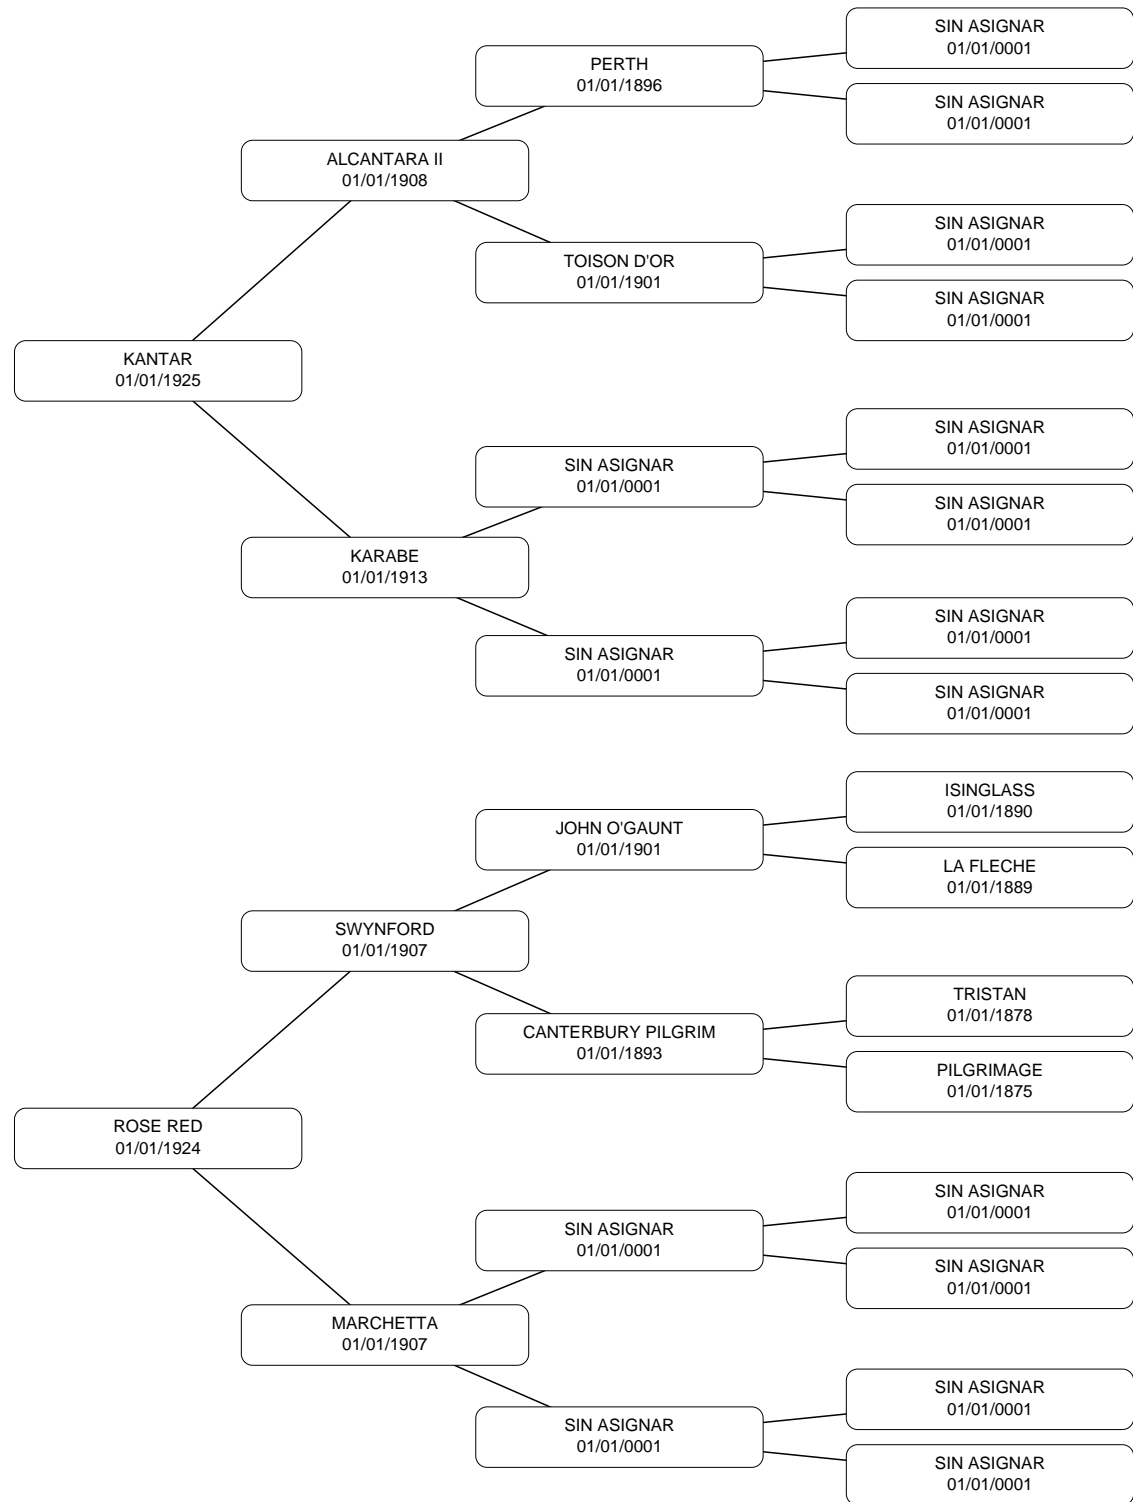 SIN ASIGNAR
01/01/0001
PERTH
01/01/1896
SIN ASIGNAR
01/01/0001
ALCANTARA II
01/01/1908
SIN ASIGNAR
01/01/0001
TOISON D'OR
01/01/1901
SIN ASIGNAR
01/01/0001
KANTAR
01/01/1925
SIN ASIGNAR
01/01/0001
SIN ASIGNAR
01/01/0001
SIN ASIGNAR
01/01/0001
KARABE
01/01/1913
SIN ASIGNAR
01/01/0001
SIN ASIGNAR
01/01/0001
SIN ASIGNAR
01/01/0001
ISINGLASS
01/01/1890
JOHN O'GAUNT
01/01/1901
LA FLECHE
01/01/1889
SWYNFORD
01/01/1907
TRISTAN
01/01/1878
CANTERBURY PILGRIM
01/01/1893
PILGRIMAGE
01/01/1875
ROSE RED
01/01/1924
SIN ASIGNAR
01/01/0001
SIN ASIGNAR
01/01/0001
SIN ASIGNAR
01/01/0001
MARCHETTA
01/01/1907
SIN ASIGNAR
01/01/0001
SIN ASIGNAR
01/01/0001
SIN ASIGNAR
01/01/0001